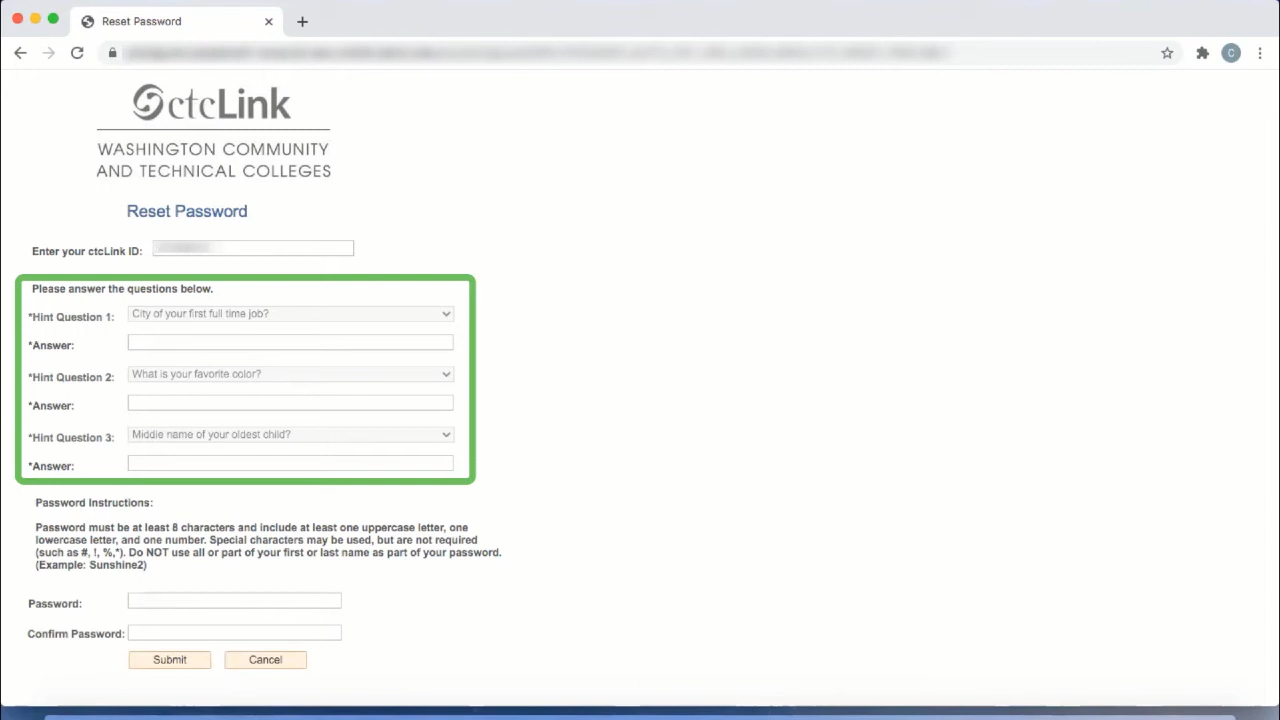 Reset Password
C
ctcLink
WASHINGTON COMMUNITY
AND TECHNICAL COLLEGES
Reset Password
Enter your ctcLink ID:
Please answer the questions below.
*Hint Question 1: City of your first full time job?
*Answer:
*Hint Question 2: What is your favorite color?
*Answer:
*Hint Question 3: Middle name of your oldest child?
*Answer:
Password Instructions:
Password must be at least 8 characters and include at least one uppercase letter, one
lowercase letter, and one number. Special characters may be used, but are not required
(such as #, !, %,*). Do NOT use all or part of your first or last name as part of your password.
(Example: Sunshine2)
Password:
Confirm Password:
Submit Cancel